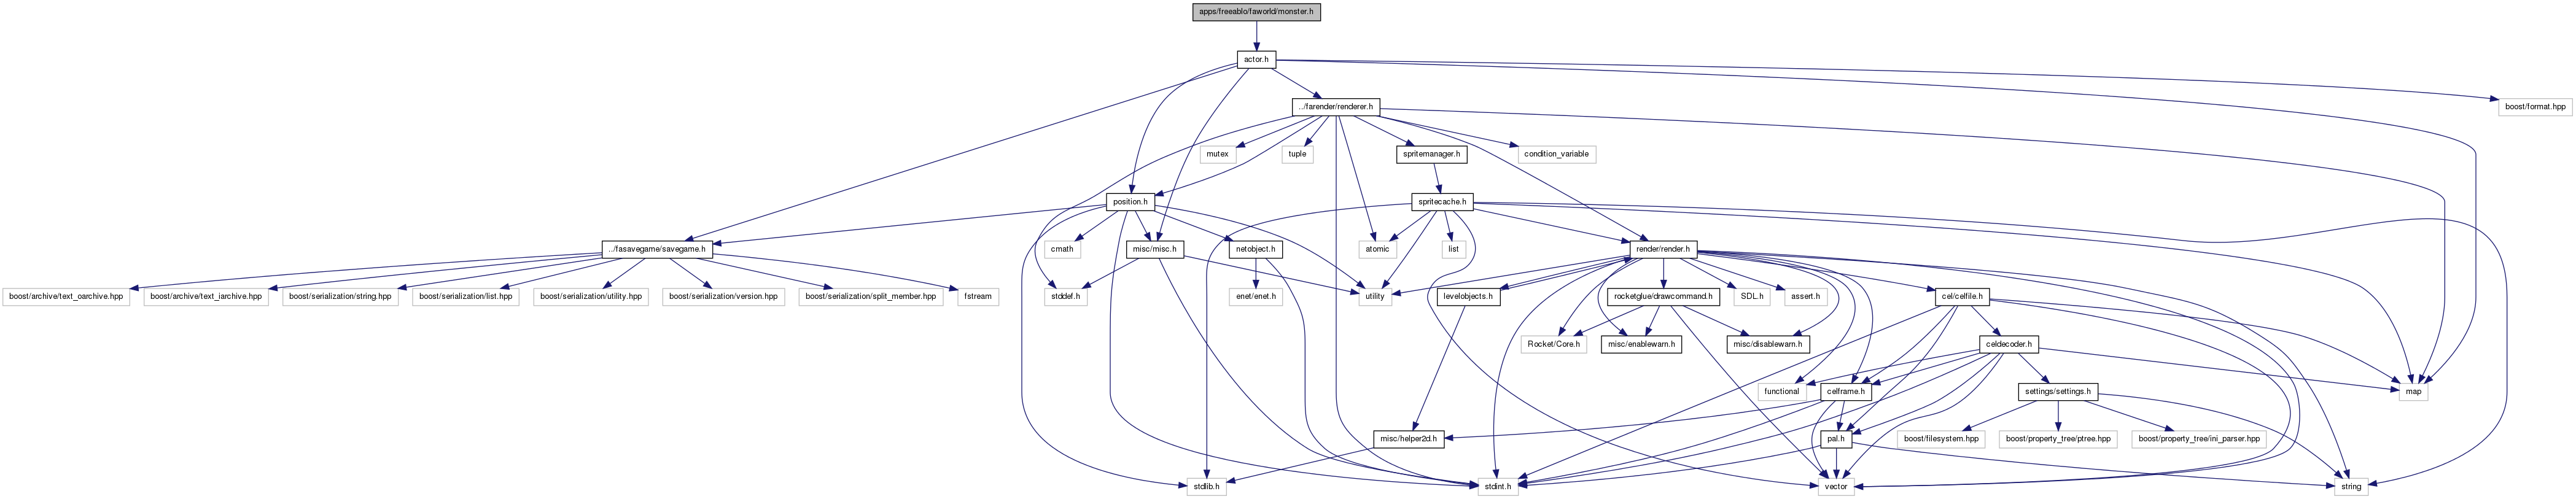 apps/freeablo/faworld/monster.h
actor.h
../farender/renderer.h
boost/format.hpp
mutex
tuple
spritemanager.h
condition_variable
position.h
spritecache.h
../fasavegame/savegame.h
cmath
misc/misc.h
netobject.h
atomic
list
render/render.h
boost/archive/text_oarchive.hpp
boost/archive/text_iarchive.hpp
boost/serialization/string.hpp
boost/serialization/list.hpp
boost/serialization/utility.hpp
boost/serialization/version.hpp
boost/serialization/split_member.hpp
fstream
stddef.h
enet/enet.h
utility
levelobjects.h
rocketglue/drawcommand.h
SDL.h
assert.h
cel/celfile.h
Rocket/Core.h
misc/enablewarn.h
misc/disablewarn.h
celdecoder.h
functional
celframe.h
settings/settings.h
map
misc/helper2d.h
pal.h
boost/filesystem.hpp
boost/property_tree/ptree.hpp
boost/property_tree/ini_parser.hpp
stdlib.h
stdint.h
vector
string